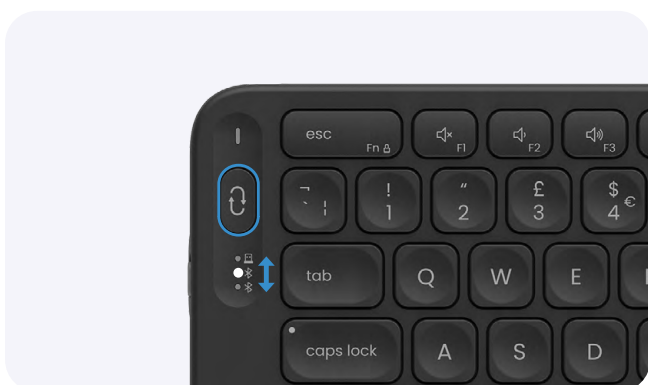 esc Fn F1 F2 F3
¬ ! " £ $
` ¦ 1 2 3 4 €
tab Q W E
caps lock A S D